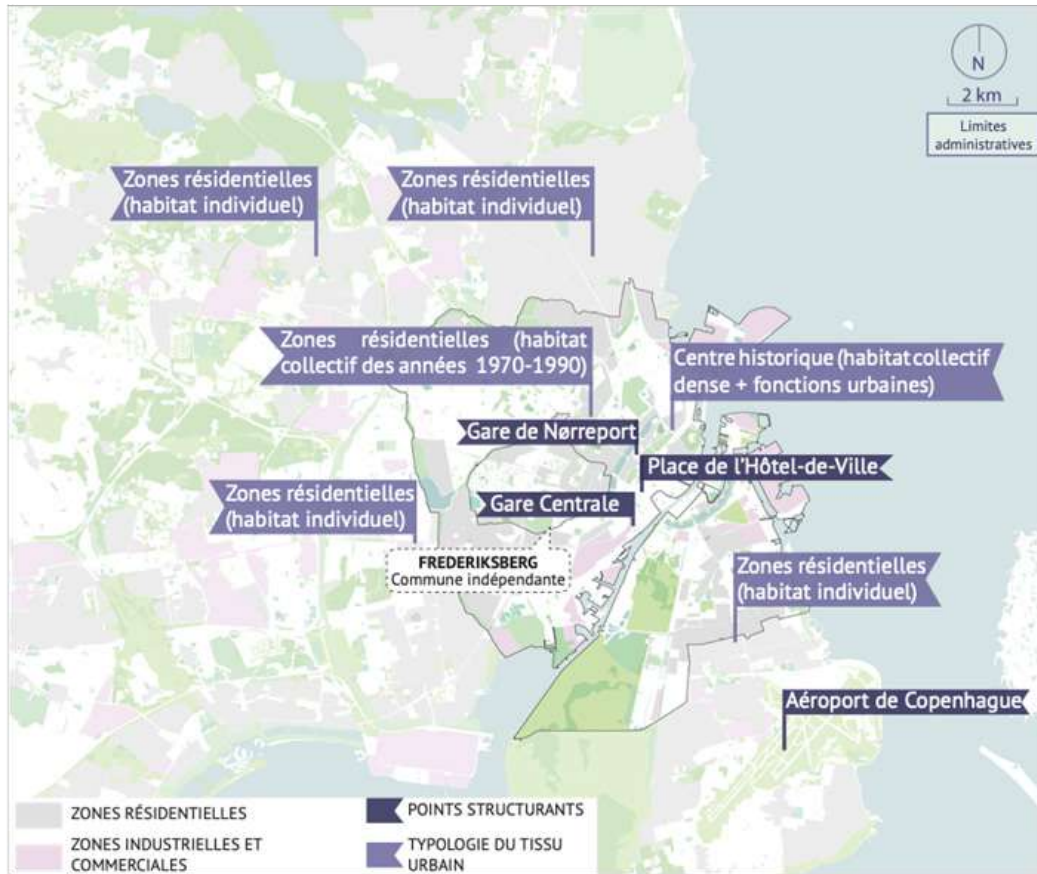 N
2 km
Limites
administratives
Zones résidentielles
(habitat individuel)
Zones résidentielles
(habitat individuel)
Zones résidentielles (habitat
collectif des années 1970-1990)
Centre historique (habitat collectif
dense + fonctions urbaines)
Gare de Nørreport
Place de l'Hôtel-de-Ville
Zones résidentielles
(habitat individuel)
Gare Centrale
FREDERIKSBERG
Commune indépendante
Zones résidentielles
(habitat individuel)
Aéroport de Copenhague
ZONES RÉSIDENTIELLES
ZONES INDUSTRIELLES ET
COMMERCIALES
POINTS STRUCTURANTS
TYPOLOGIE DU TISSU
URBAIN